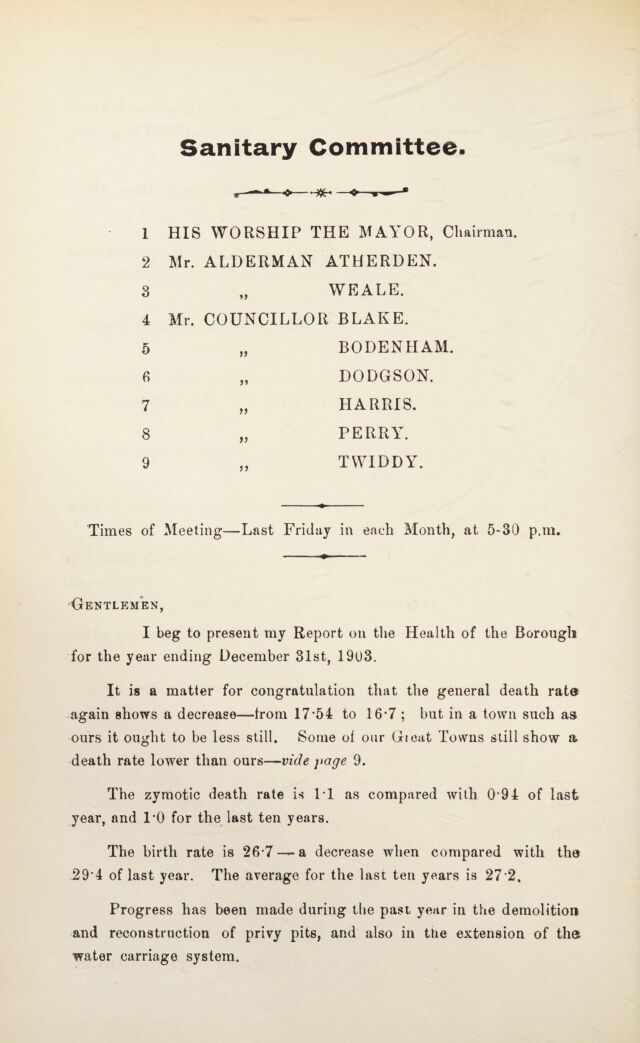 Sanitary Committee.
1 HIS WORSHIP THE MAYOR, Chairman.
2 Mr. ALDERMAN ATHERDEN.
3 „ WEALE.
4 Mr. COUNCILLOR BLAKE.
5 „ BODENHAM.
6 „ DODGSON.
7 „ HARRIS.
8 „ PERRY.
9 „ TWIDDY.
Times of Meeting—Last Friday in each Month, at 5-30 p.m.
GENTLEMEN,
I beg to present my Report on the Health of the Borough
for the year ending December 31st, 1903.
It is a matter for congratulation that the general death rate
again shows a decrease—from 17·54 to 16·7 ; but in a town such as
ours it ought to be less still. Some of our Great Towns still show a
death rate lower than ours—vide page 9.
The zymotic death rate is 1·1 as compared with 0·94 of last
year, and 1·0 for the last ten years.
The birth rate is 26·7 — a decrease when compared with the
29·4 of last year. The average for the last ten years is 27·2.
Progress has been made during the past year in the demolition
and reconstruction of privy pits, and also in the extension of the
water carriage system.